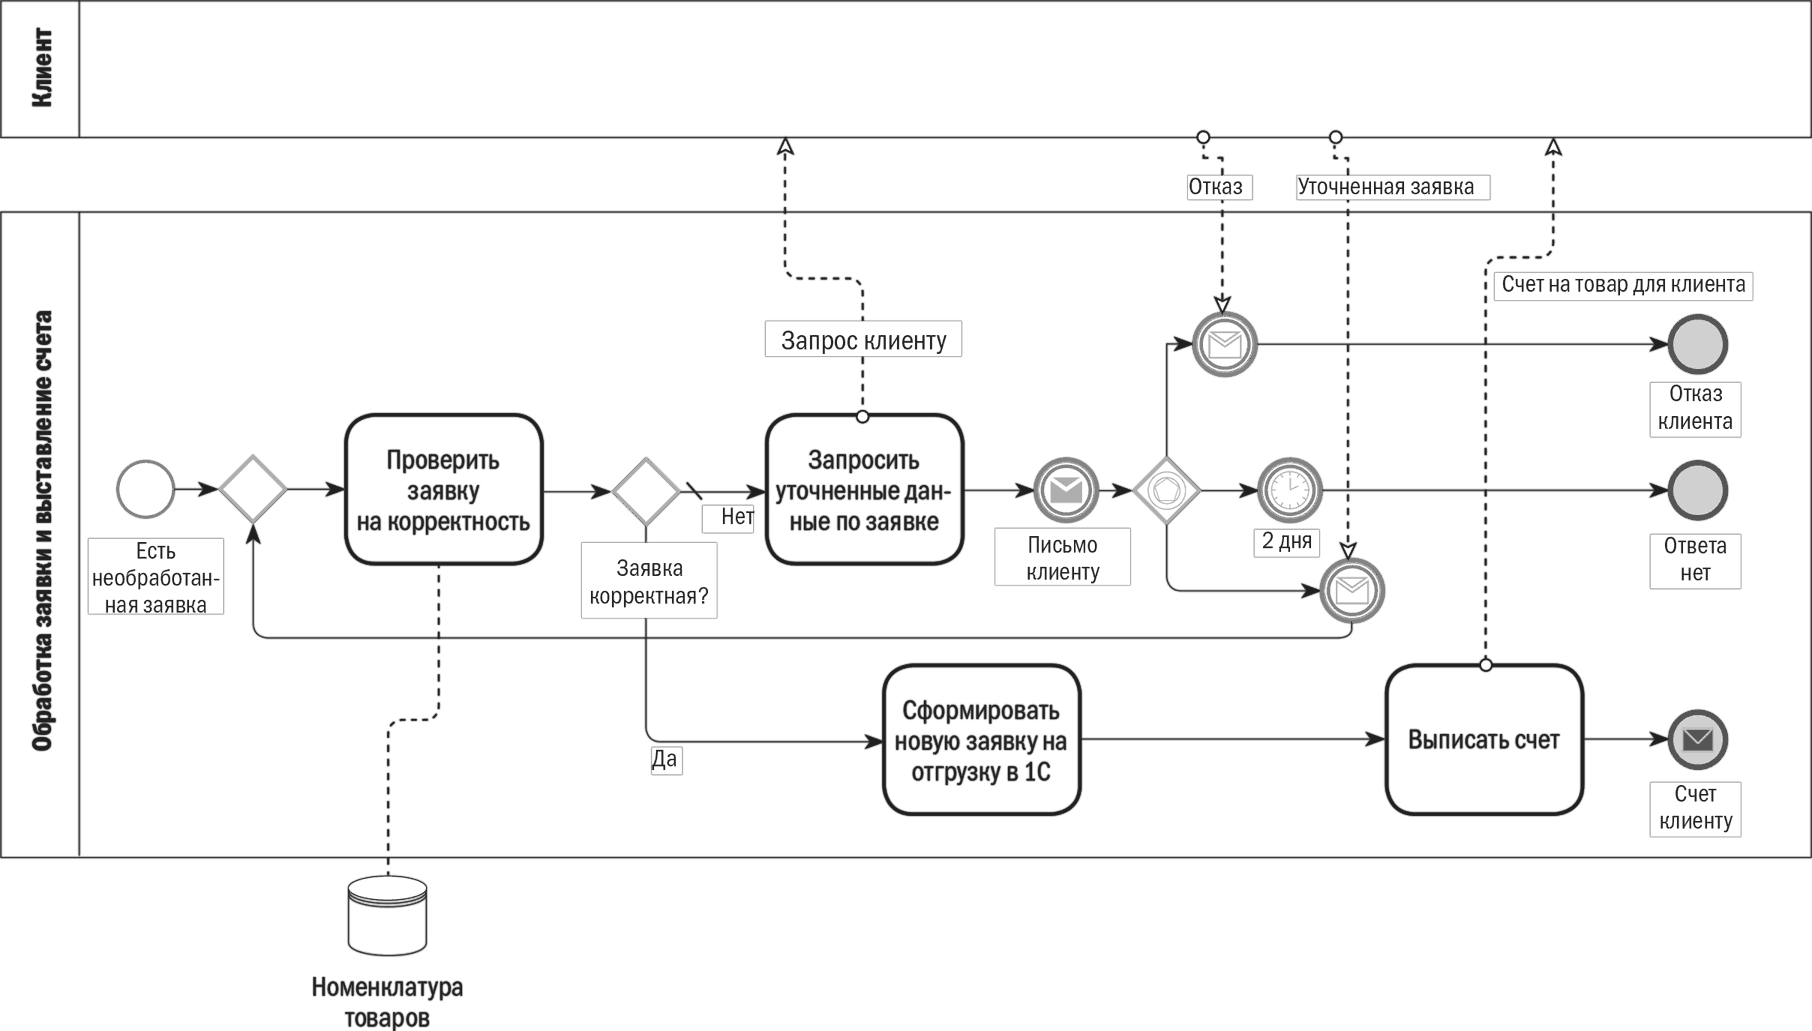 Клиент
Отказ
Уточненная заявка
Обработка заявки и выставление счета
Счет на товар для клиента
Запрос клиенту
Отказ
клиента
Проверить
заявку
на корректность
Запросить
уточненные дан-
ные по заявке
Нет
Есть
необработан-
ная заявка
Заявка
корректная?
Письмо
клиенту
2 дня
Ответа
нет
Да
Сформировать
новую заявку на
отгрузку в 1С
Выписать счет
Счет
клиенту
Номенклатура
товаров